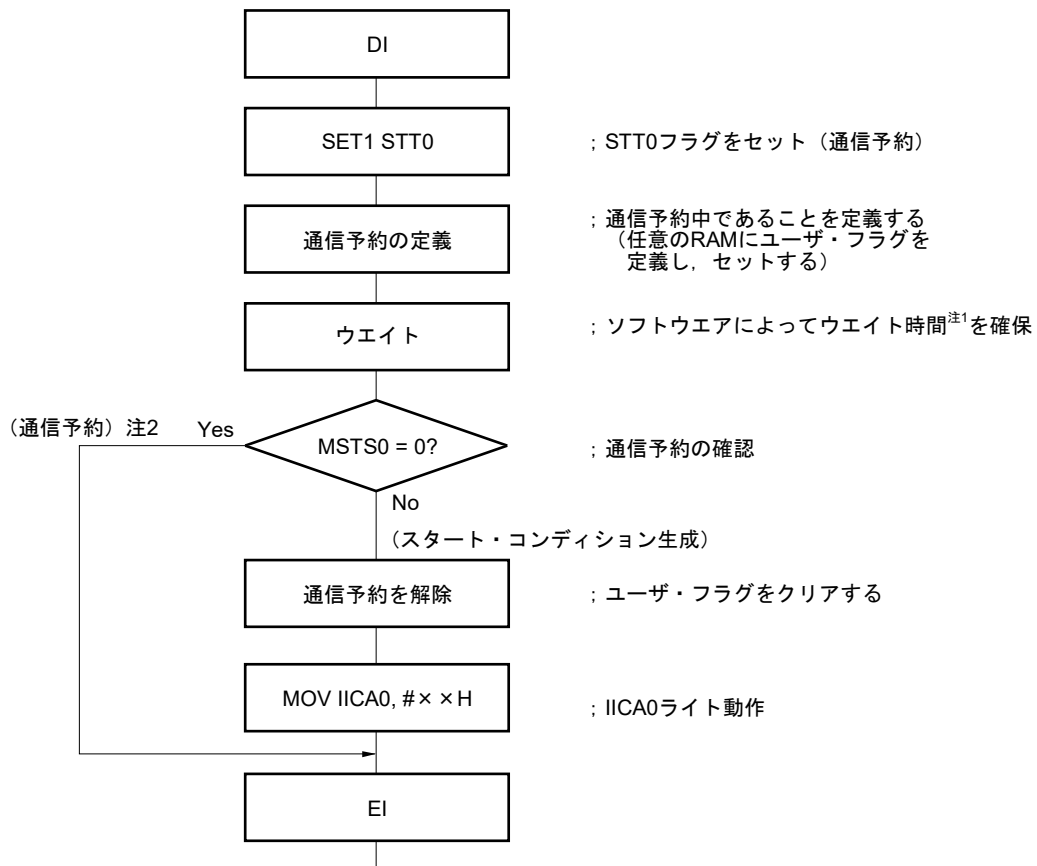 DI
SET1 STT0
; STT0フラグをセット（通信予約）
通信予約の定義
; 通信予約中であることを定義する
（任意のRAMにユーザ・フラグを
定義し，セットする）
ウエイト
; ソフトウエアによってウエイト時間注1を確保
（通信予約）注2
Yes
MSTS0 = 0?
; 通信予約の確認
No
（スタート・コンディション生成）
通信予約を解除
; ユーザ・フラグをクリアする
MOV IICA0, #××H
; IICA0ライト動作
EI